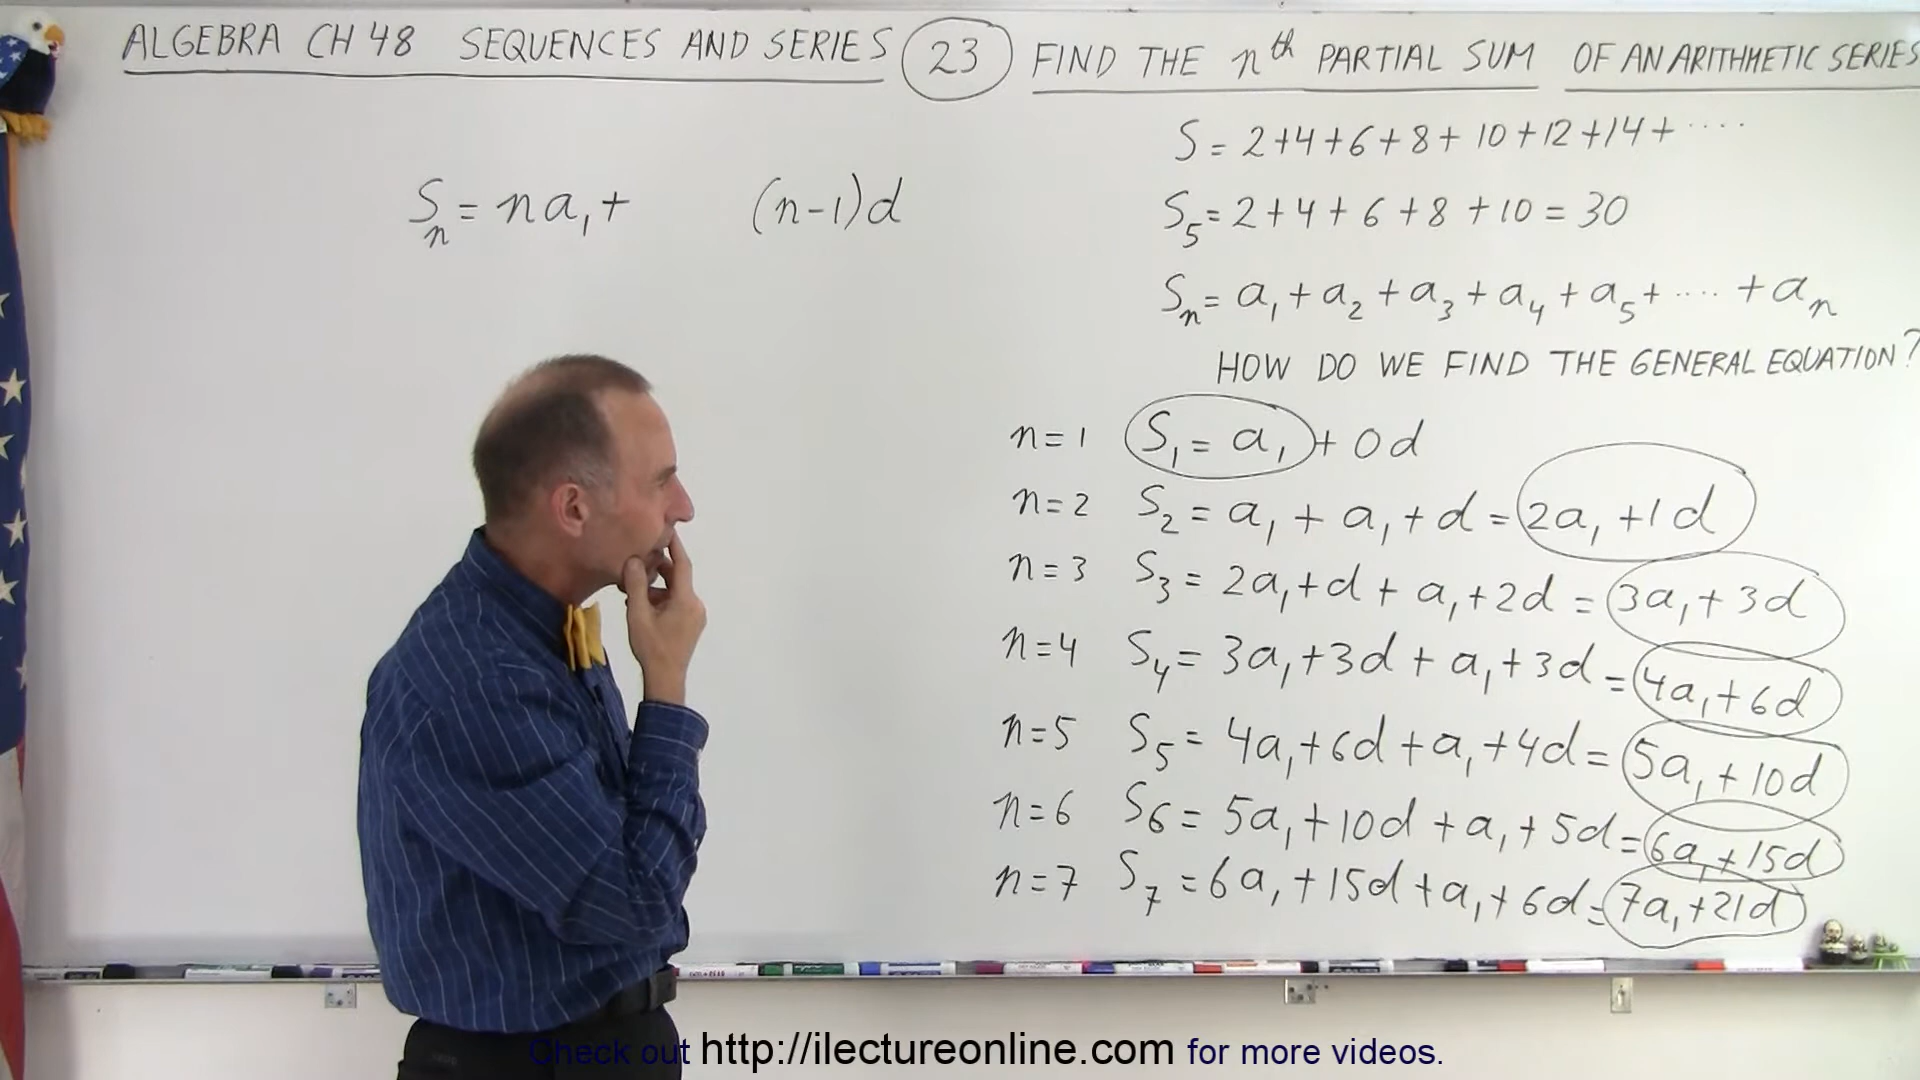 ALGEBRA CH 48 SEQUENCES AND SERIES 23 FIND THE nth PARTIAL SUM OF AN ARITHMETIC SERIES
S = 2+4+6+8+10+12+14+ ....
S5 = 2+4+6+8+10 = 30
Sn = a1 + a2 + a3 + a4 + a5 + .... + an
HOW DO WE FIND THE GENERAL EQUATION?
Sn = na1 + (n-1)d
n=1 S1 = a1 + 0d
n=2 S2 = a1 + a1 + d = 2a1 + 1d
n=3 S3 = 2a1 + d + a1 + 2d = 3a1 + 3d
n=4 S4 = 3a1 + 3d + a1 + 3d = 4a1 + 6d
n=5 S5 = 4a1 + 6d + a1 + 4d = 5a1 + 10d
n=6 S6 = 5a1 + 10d + a1 + 5d = 6a1 + 15d
n=7 S7 = 6a1 + 15d + a1 + 6d = 7a1 + 21d
Check out http://ilectureonline.com for more videos.